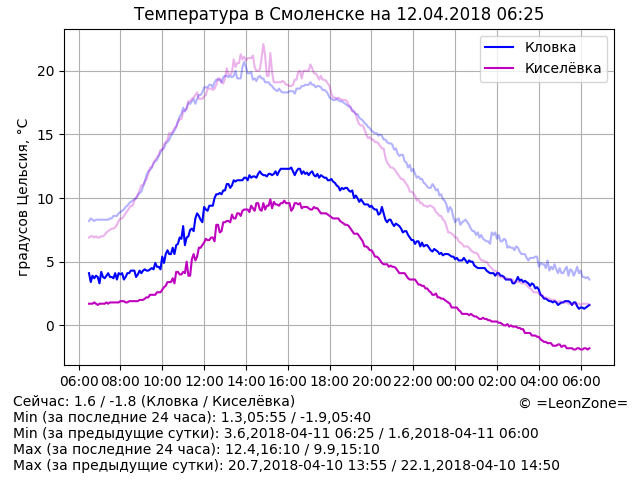 Температура в Смоленске на 12.04.2018 06:25
Кловка
Киселёвка
градусов Цельсия, °C
20
15
10
5
0
06:00 08:00 10:00 12:00 14:00 16:00 18:00 20:00 22:00 00:00 02:00 04:00 06:00
Сейчас: 1.6 / -1.8 (Кловка / Киселёвка)
© =LeonZone=
Min (за последние 24 часа): 1.3,05:55 / -1.9,05:40
Min (за предыдущие сутки): 3.6,2018-04-11 06:25 / 1.6,2018-04-11 06:00
Max (за последние 24 часа): 12.4,16:10 / 9.9,15:10
Max (за предыдущие сутки): 20.7,2018-04-10 13:55 / 22.1,2018-04-10 14:50